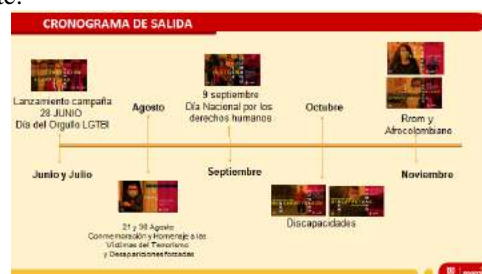 CRONOGRAMA DE SALIDA
Lanzamiento campaña
28 JUNIO
Día del Orgullo LGTBI
Junio y Julio
Agosto
21 y 30 Agosto
Conmemoración y Homenaje a las
Víctimas del Terrorismo
y Desapariciones forzadas
9 septiembre
Día Nacional por los
derechos humanos
Septiembre
Octubre
Discapacidades
Rrom y
Afrocolombiano
Noviembre